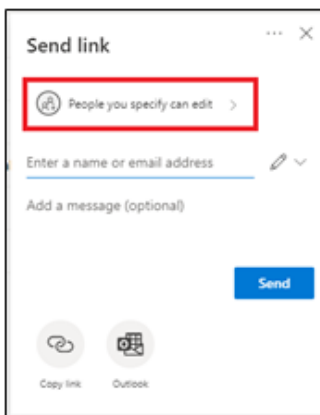 Send link
People you specify can edit
Enter a name or email address
Add a message (optional)
Send
Copy link
Outlook